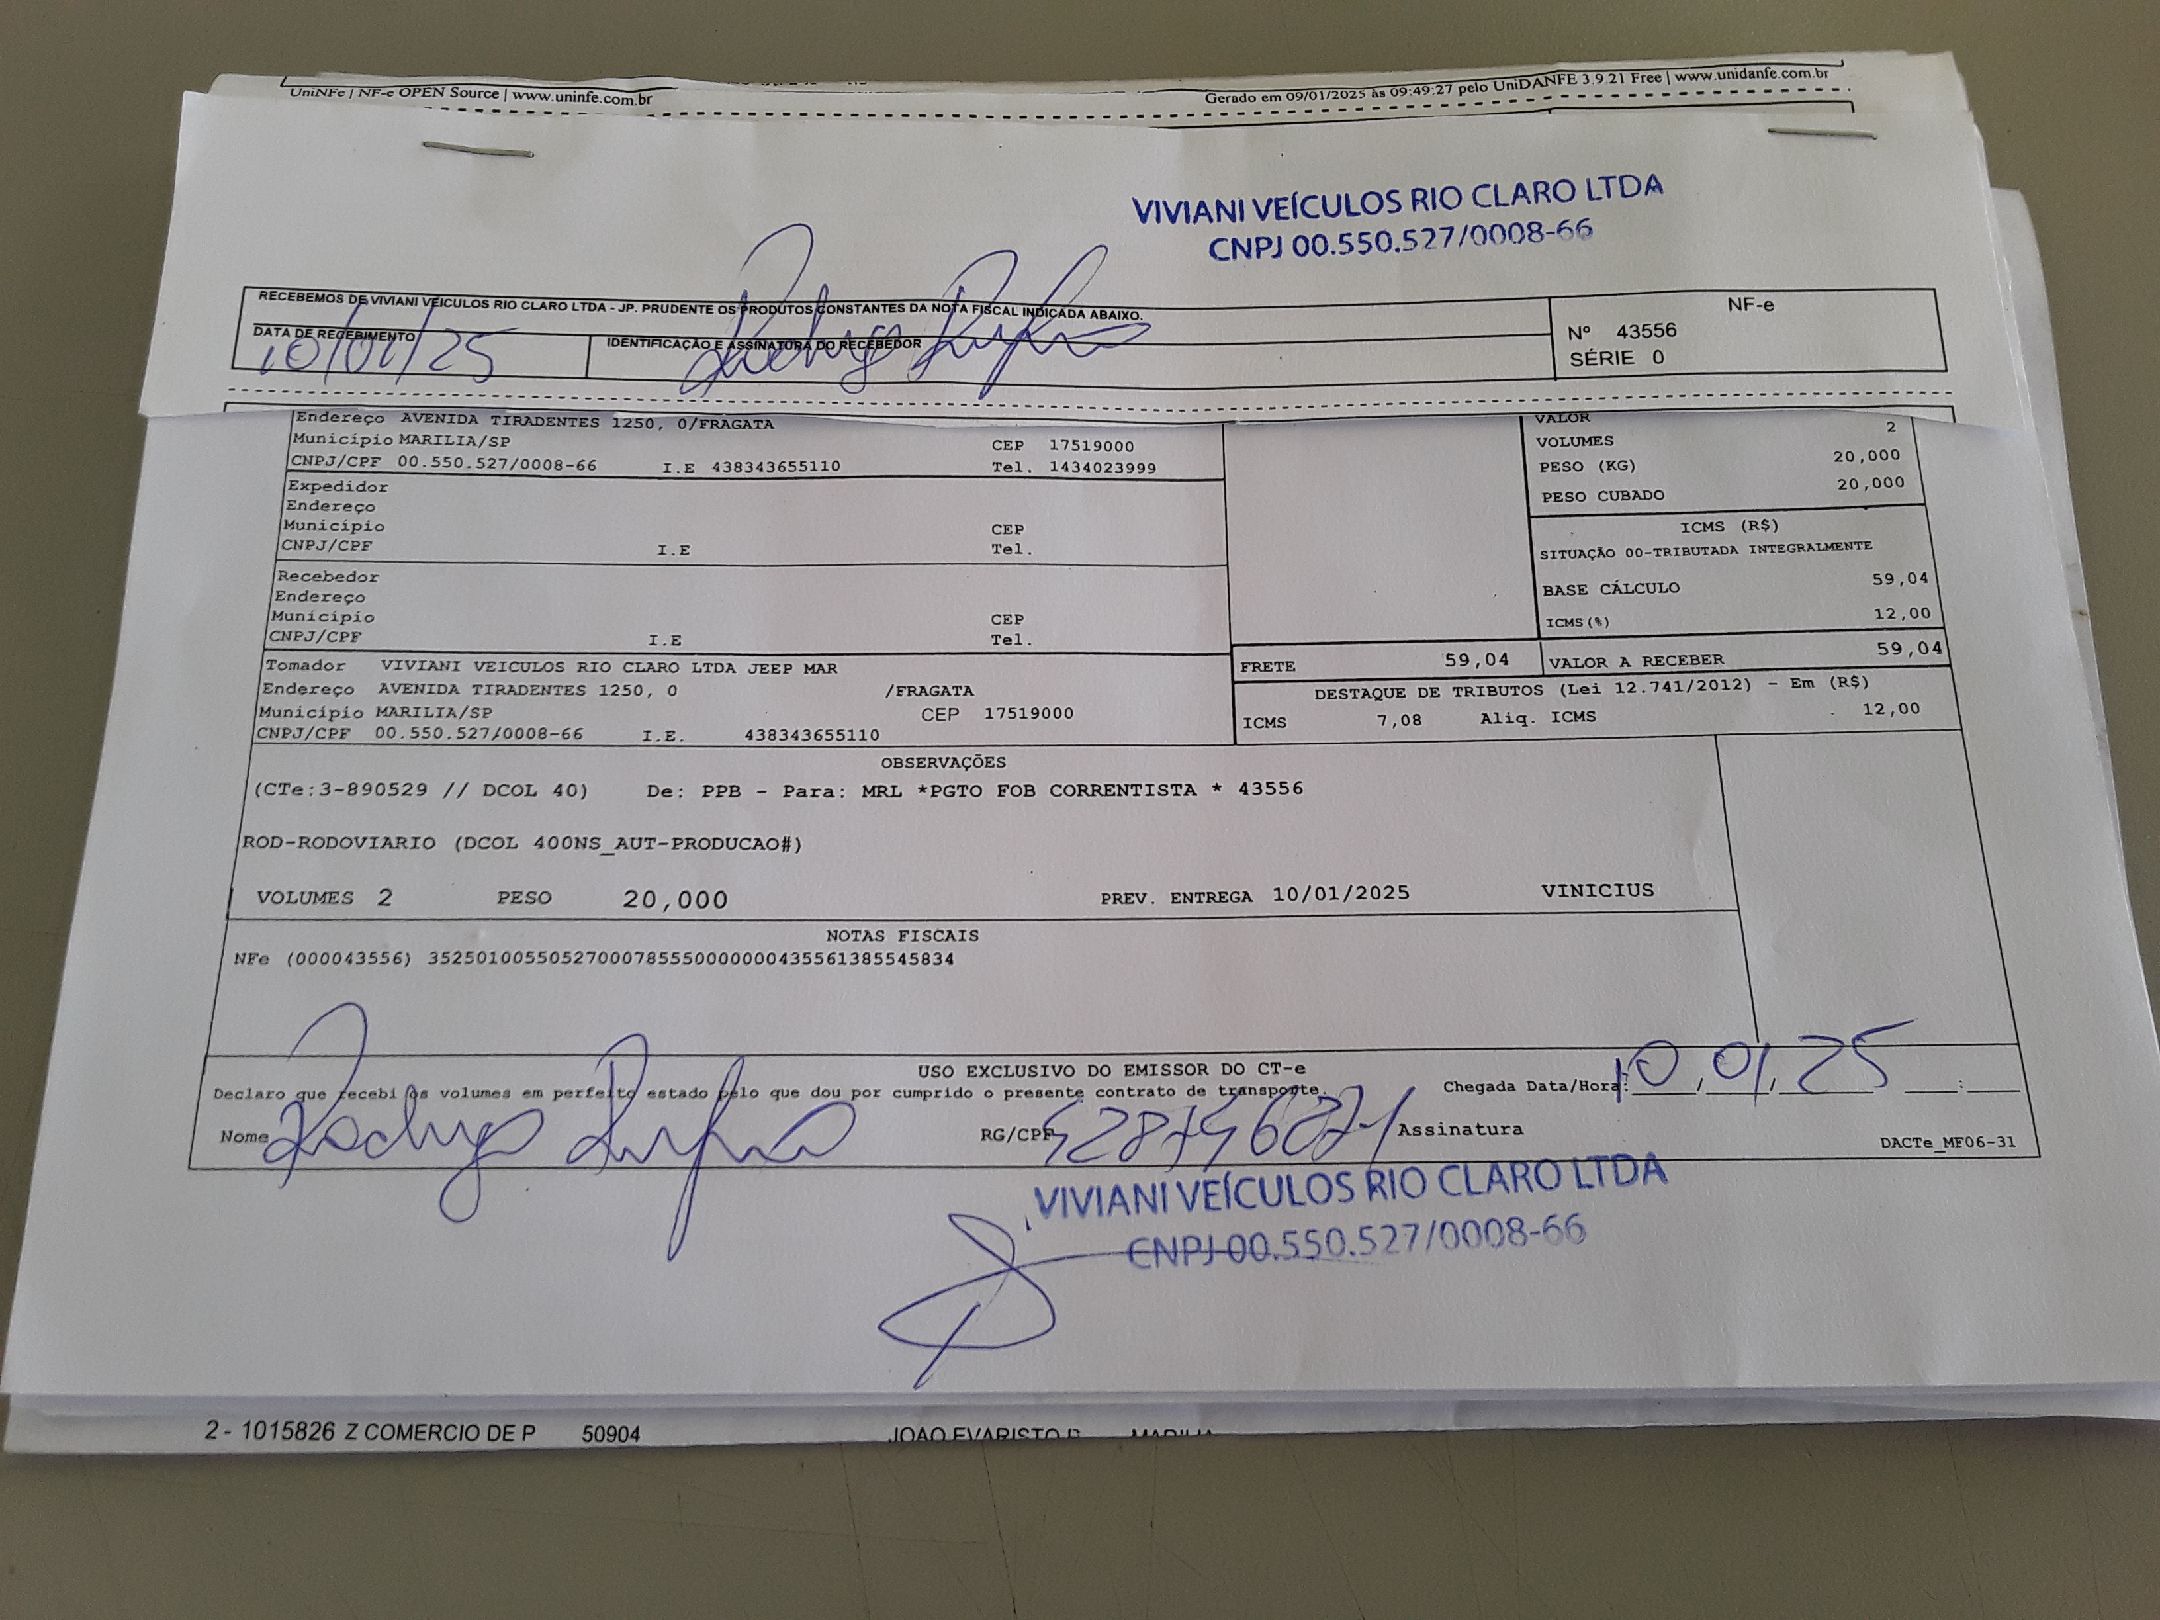 UniNFe | NF-e OPEN Source | www.uninfe.com.br
Gerado em 09/01/2025 às 09:49:27 pelo UniDANFE 3.9.21 Free | www.unidanfe.com.br
VIVIANI VEÍCULOS RIO CLARO LTDA
CNPJ 00.550.527/0008-66
RECEBEMOS DE VIVIANI VEICULOS RIO CLARO LTDA - JP. PRUDENTE OS PRODUTOS CONSTANTES DA NOTA FISCAL INDICADA ABAIXO.
NF-e
Nº 43556
SÉRIE 0
DATA DE RECEBIMENTO
10/01/25
IDENTIFICAÇÃO E ASSINATURA DO RECEBEDOR
Endereço AVENIDA TIRADENTES 1250, 0/FRAGATA
Município MARILIA/SP CEP 17519000
CNPJ/CPF 00.550.527/0008-66 I.E 438343655110 Tel. 1434023999
Expedidor
Endereço
Município CEP
CNPJ/CPF I.E Tel.
Recebedor
Endereço
Município CEP
CNPJ/CPF I.E Tel.
Tomador VIVIANI VEICULOS RIO CLARO LTDA JEEP MAR
Endereço AVENIDA TIRADENTES 1250, 0 /FRAGATA
Município MARILIA/SP CEP 17519000
CNPJ/CPF 00.550.527/0008-66 I.E. 438343655110
VALOR
VOLUMES 2
PESO (KG) 20,000
PESO CUBADO 20,000
ICMS (R$)
SITUAÇÃO 00-TRIBUTADA INTEGRALMENTE
BASE CÁLCULO 59,04
ICMS(%) 12,00
FRETE 59,04 VALOR A RECEBER 59,04
DESTAQUE DE TRIBUTOS (Lei 12.741/2012) - Em (R$)
ICMS 7,08 Aliq. ICMS 12,00
OBSERVAÇÕES
(CTe:3-890529 // DCOL 40) De: PPB - Para: MRL *PGTO FOB CORRENTISTA * 43556
ROD-RODOVIARIO (DCOL 400NS_AUT-PRODUCAO#)
VOLUMES 2 PESO 20,000 PREV. ENTREGA 10/01/2025 VINICIUS
NOTAS FISCAIS
NFe (000043556) 35250100550527000785550000000435561385545834
USO EXCLUSIVO DO EMISSOR DO CT-e
Declaro que recebi os volumes em perfeito estado pelo que dou por cumprido o presente contrato de transporte.
Chegada Data/Hora: 10/01/25 :
Nome RG/CPF Assinatura
DACTe_MF06-31
VIVIANI VEÍCULOS RIO CLARO LTDA
CNPJ 00.550.527/0008-66
2 - 1015826 Z COMERCIO DE P 50904 JOAO EVARISTO